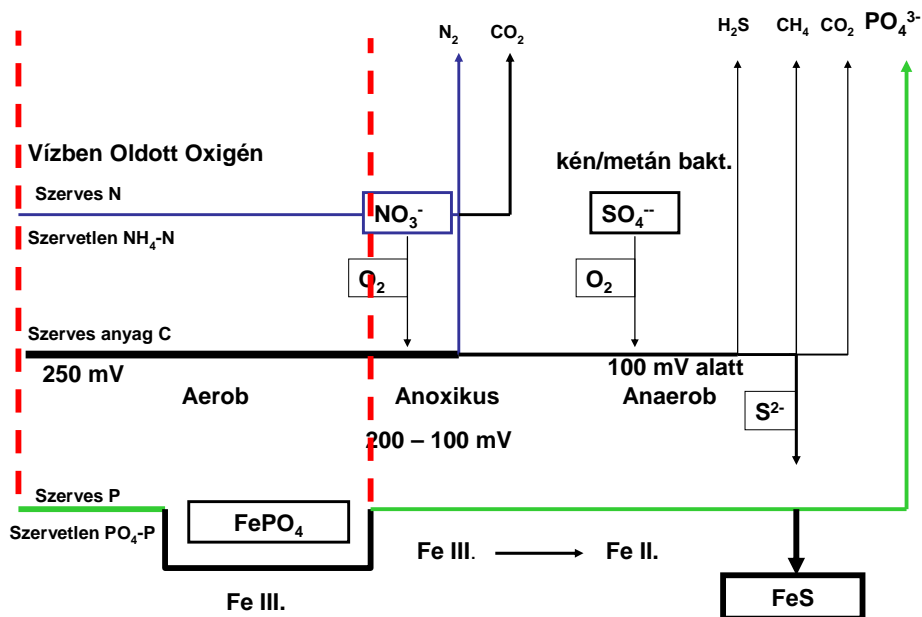 N₂
CO₂
H₂S
CH₄
CO₂
PO₄³⁻
Vízben Oldott Oxigén
kén/metán bakt.
Szerves N
NO₃⁻
SO₄⁻⁻
Szervetlen NH₄-N
O₂
O₂
Szerves anyag C
250 mV
100 mV alatt
Aerob
Anoxikus
Anaerob
S²⁻
200 – 100 mV
Szerves P
FePO₄
Szervetlen PO₄-P
Fe III.
Fe II.
Fe III.
FeS